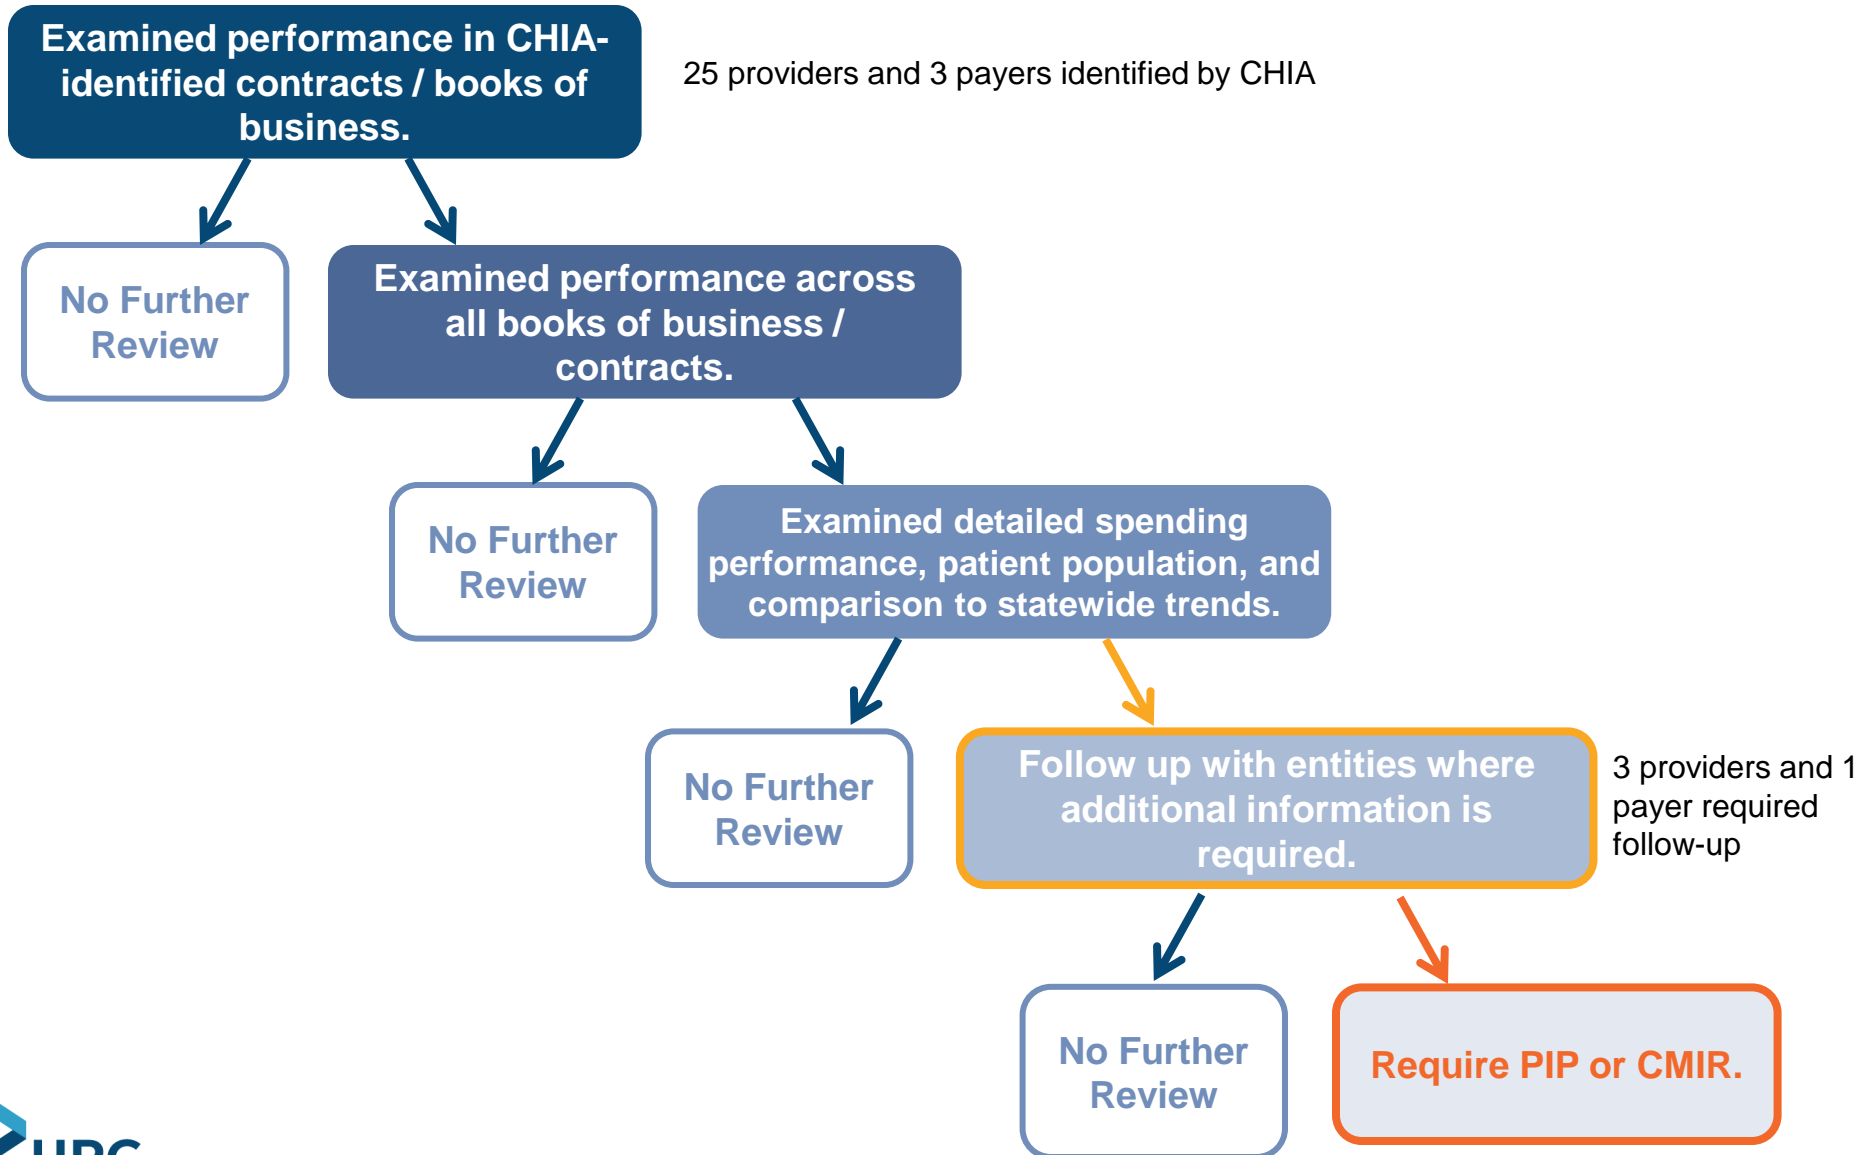 Examined performance in CHIA-
identified contracts / books of
business.
25 providers and 3 payers identified by CHIA
No Further
Review
Examined performance across
all books of business /
contracts.
No Further
Review
Examined detailed spending
performance, patient population, and
comparison to statewide trends.
No Further
Review
Follow up with entities where
additional information is
required.
3 providers and 1
payer required
follow-up
No Further
Review
Require PIP or CMIR.
HPC